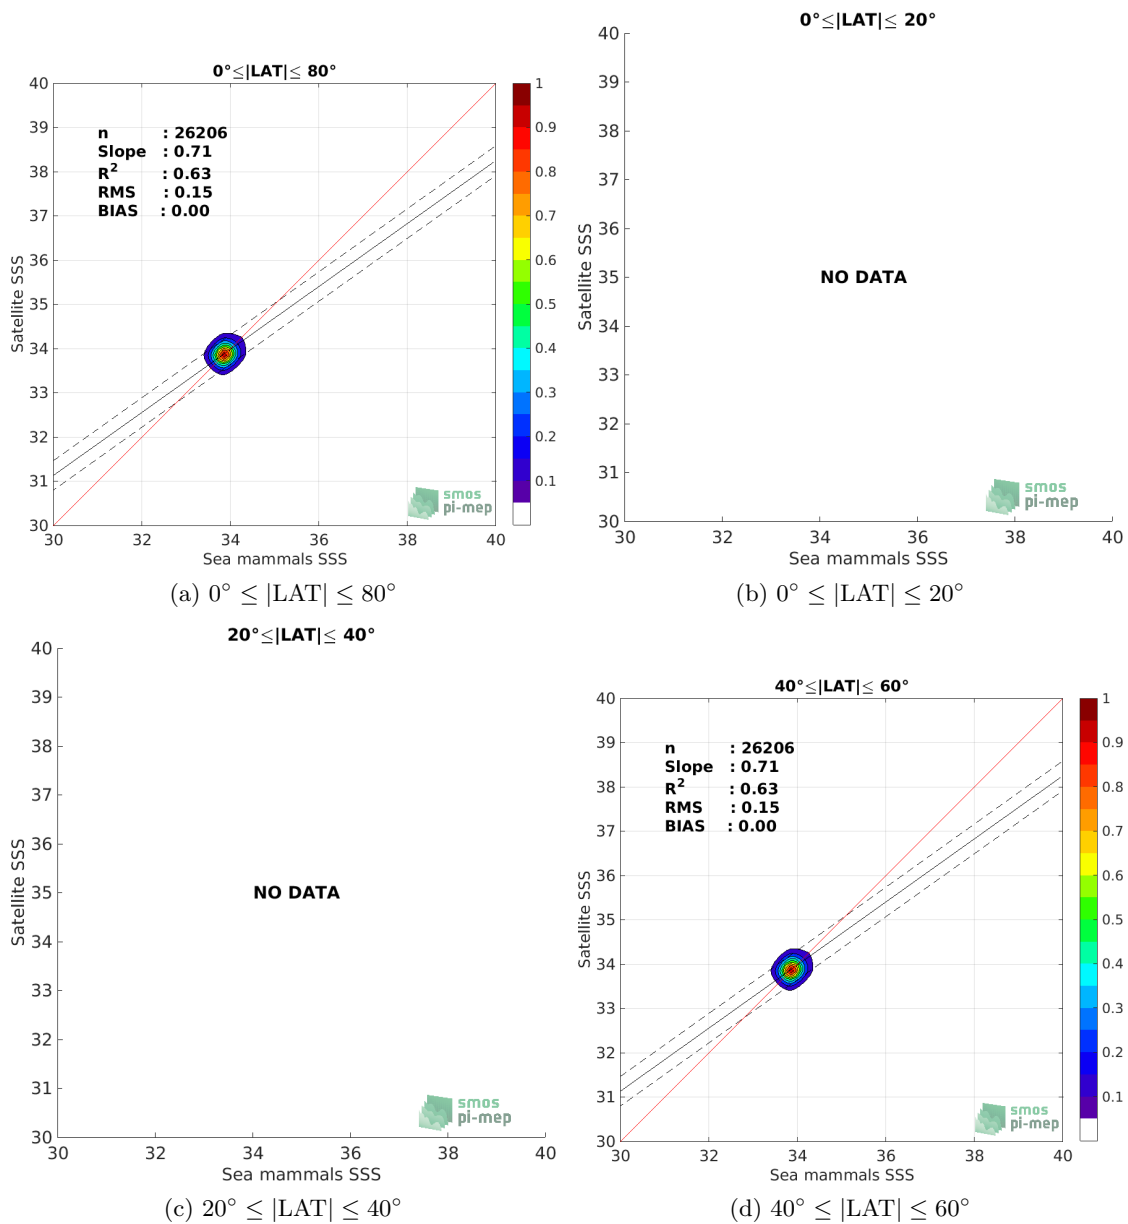 0°≤|LAT|≤ 80°
40
39
38
37
36
35
34
33
32
31
30
30
32
34
36
38
40
Satellite SSS
Sea mammals SSS
n : 26206
Slope : 0.71
R² : 0.63
RMS : 0.15
BIAS : 0.00
1
0.9
0.8
0.7
0.6
0.5
0.4
0.3
0.2
0.1
smos
pi-mep
(a) 0° ≤ |LAT| ≤ 80°
0°≤|LAT|≤ 20°
40
39
38
37
36
35
34
33
32
31
30
30
32
34
36
38
40
Satellite SSS
Sea mammals SSS
NO DATA
smos
pi-mep
(b) 0° ≤ |LAT| ≤ 20°
20°≤|LAT|≤ 40°
40
39
38
37
36
35
34
33
32
31
30
30
32
34
36
38
40
Satellite SSS
Sea mammals SSS
NO DATA
smos
pi-mep
(c) 20° ≤ |LAT| ≤ 40°
40°≤|LAT|≤ 60°
40
39
38
37
36
35
34
33
32
31
30
30
32
34
36
38
40
Satellite SSS
Sea mammals SSS
n : 26206
Slope : 0.71
R² : 0.63
RMS : 0.15
BIAS : 0.00
1
0.9
0.8
0.7
0.6
0.5
0.4
0.3
0.2
0.1
smos
pi-mep
(d) 40° ≤ |LAT| ≤ 60°